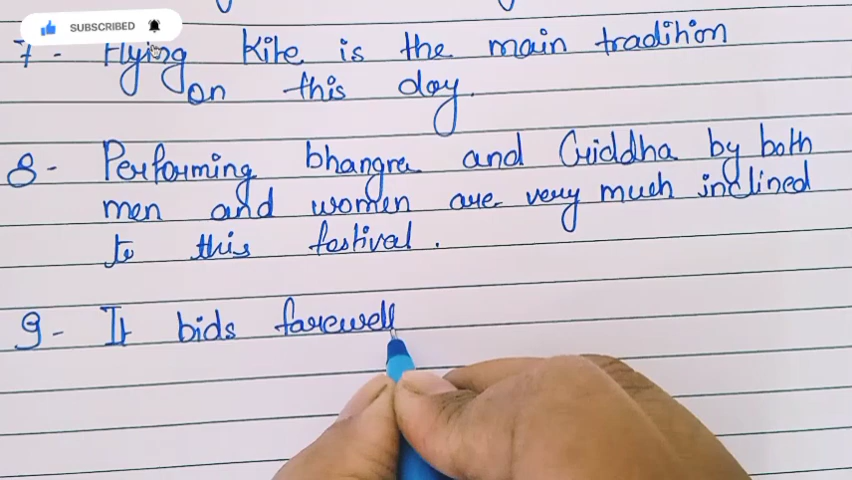 SUBSCRIBED
7 - Flying Kite is the main tradition
on this day.
8 - Performing bhangra and Giddha by both
men and women are very much inclined
to this festival.
9 - It bids farewell